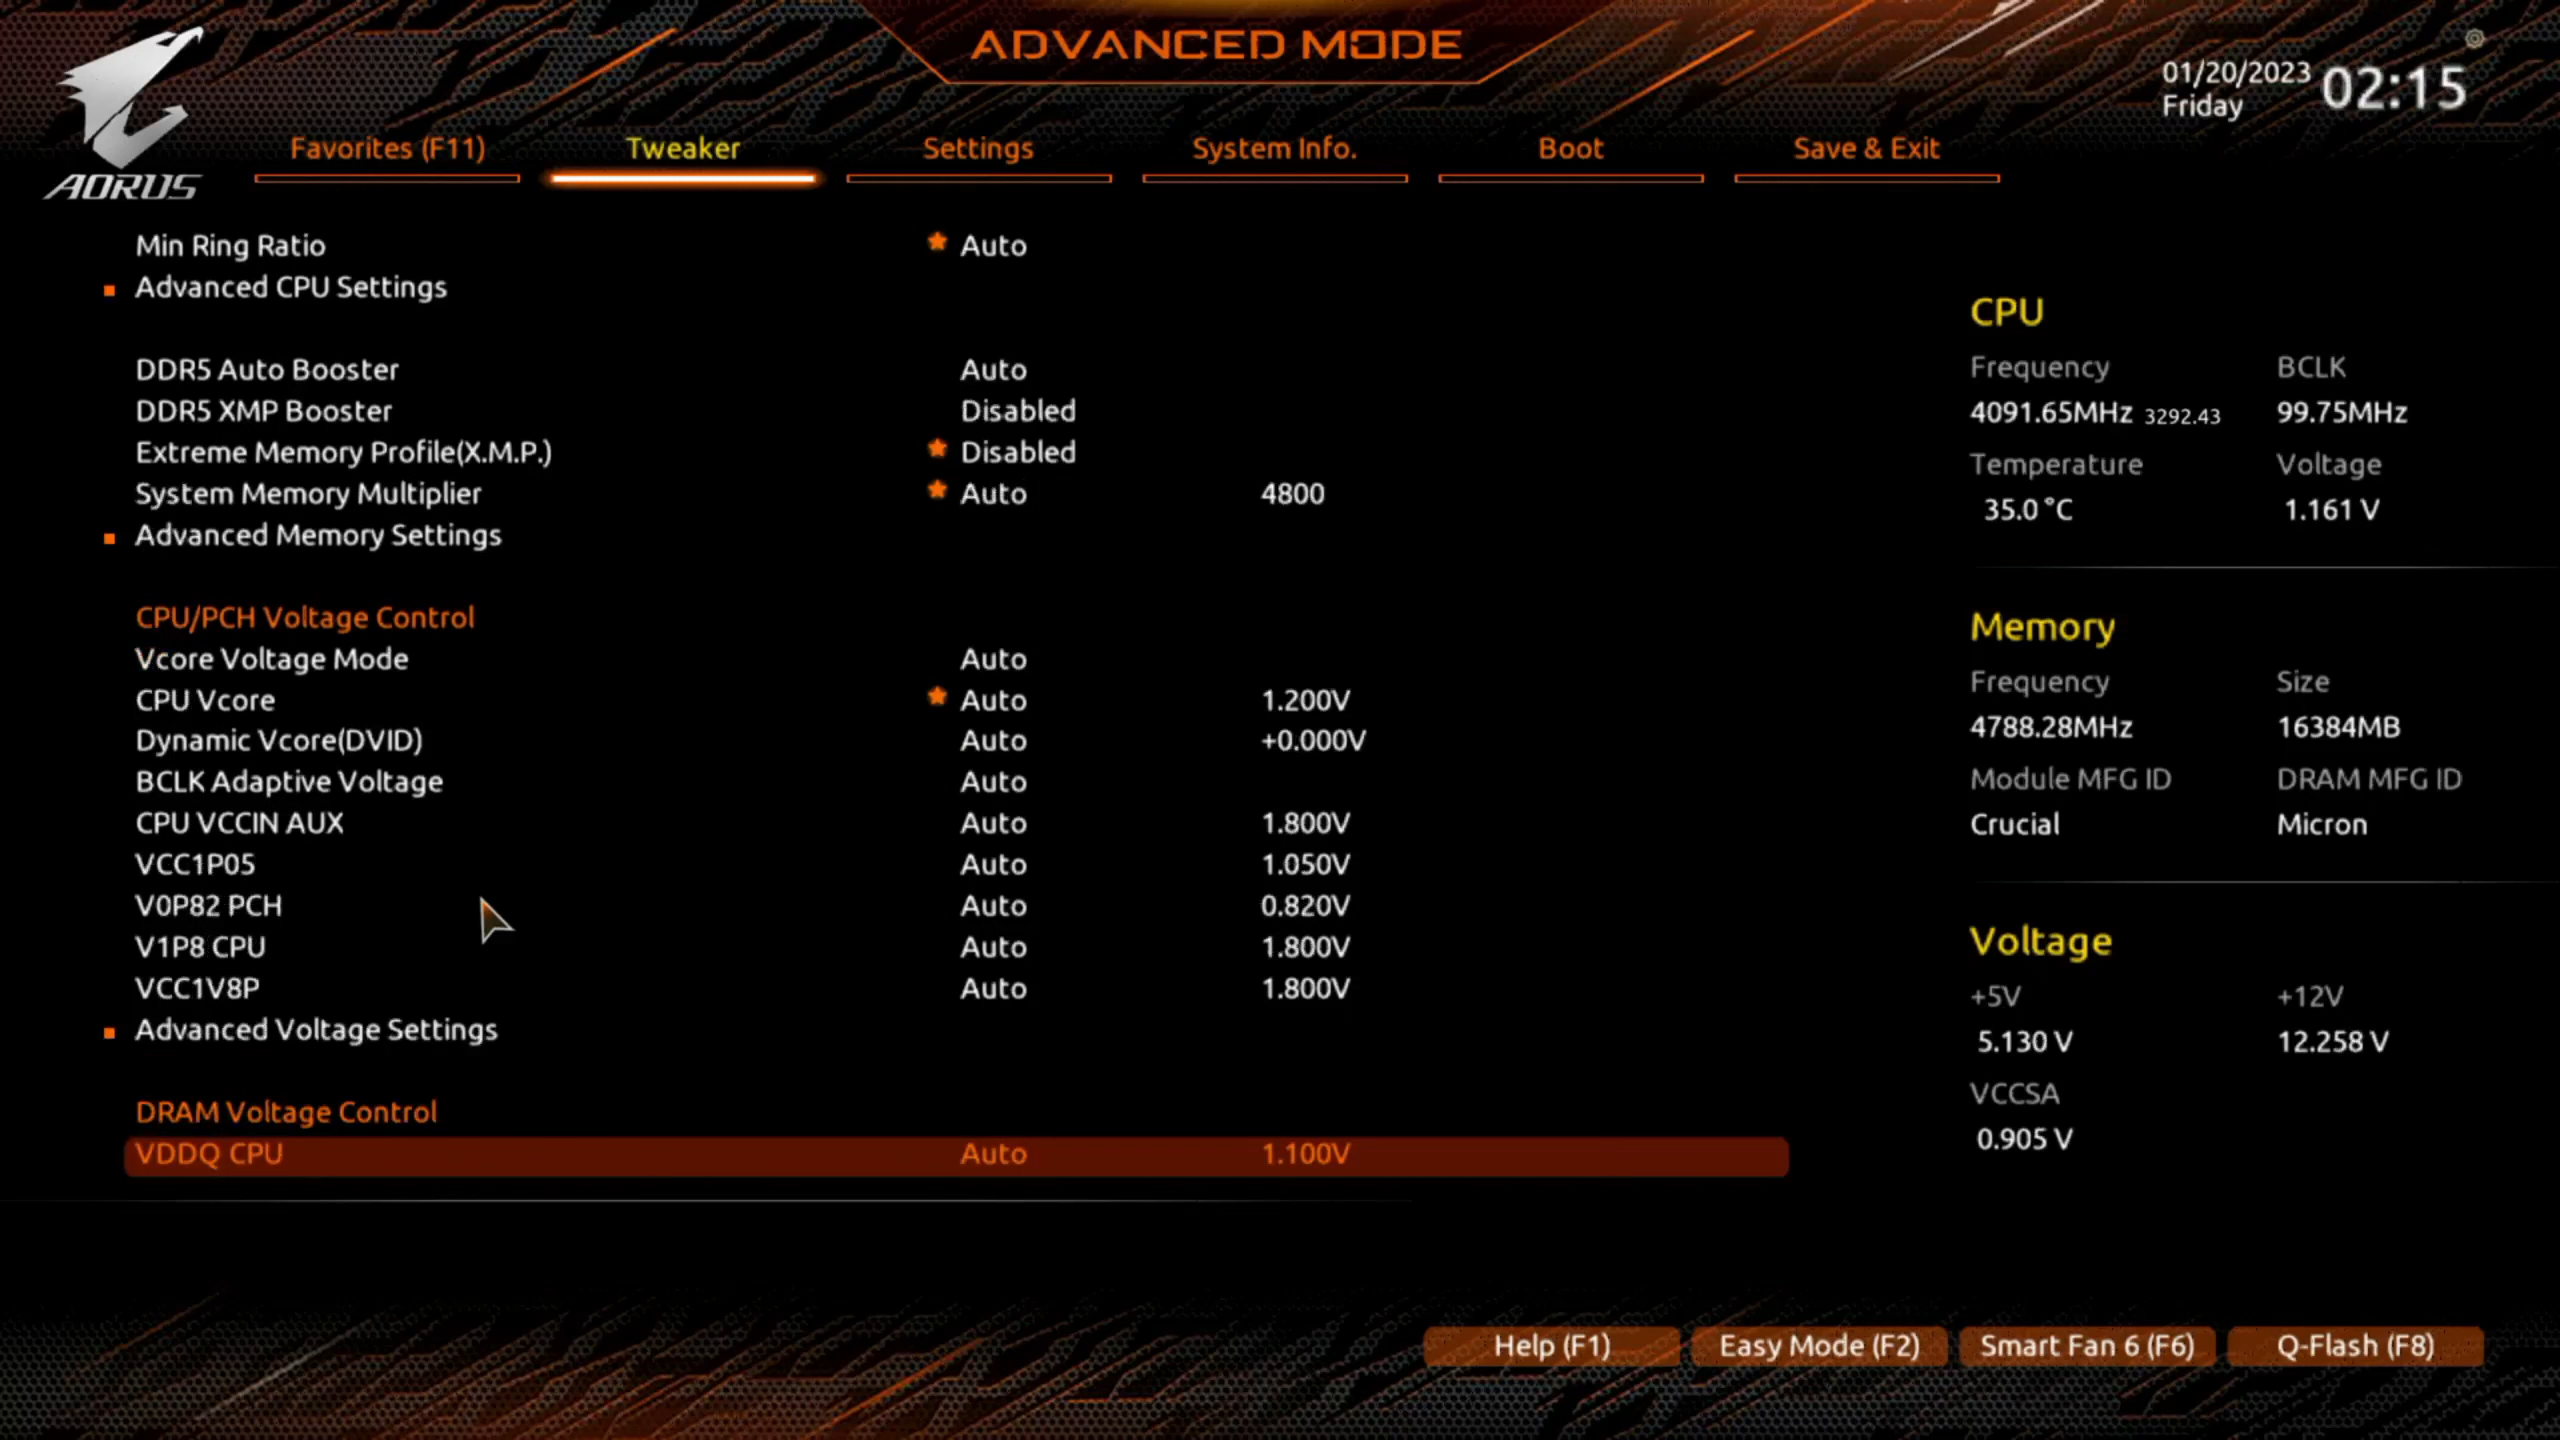 ADVANCED MODE
AORUS
01/20/2023
Friday
02:15
Favorites (F11) Tweaker Settings System Info. Boot Save & Exit
Min Ring Ratio Auto
Advanced CPU Settings
DDR5 Auto Booster Auto
DDR5 XMP Booster Disabled
Extreme Memory Profile(X.M.P.) Disabled
System Memory Multiplier Auto 4800
Advanced Memory Settings
CPU/PCH Voltage Control
Vcore Voltage Mode Auto
CPU Vcore Auto 1.200V
Dynamic Vcore(DVID) Auto +0.000V
BCLK Adaptive Voltage Auto
CPU VCCIN AUX Auto 1.800V
VCC1P05 Auto 1.050V
V0P82 PCH Auto 0.820V
V1P8 CPU Auto 1.800V
VCC1V8P Auto 1.800V
Advanced Voltage Settings
DRAM Voltage Control
VDDQ CPU Auto 1.100V
CPU
Frequency BCLK
4091.65MHz 3292.43 99.75MHz
Temperature Voltage
35.0 °C 1.161 V
Memory
Frequency Size
4788.28MHz 16384MB
Module MFG ID DRAM MFG ID
Crucial Micron
Voltage
+5V +12V
5.130 V 12.258 V
VCCSA
0.905 V
Help (F1) Easy Mode (F2) Smart Fan 6 (F6) Q-Flash (F8)